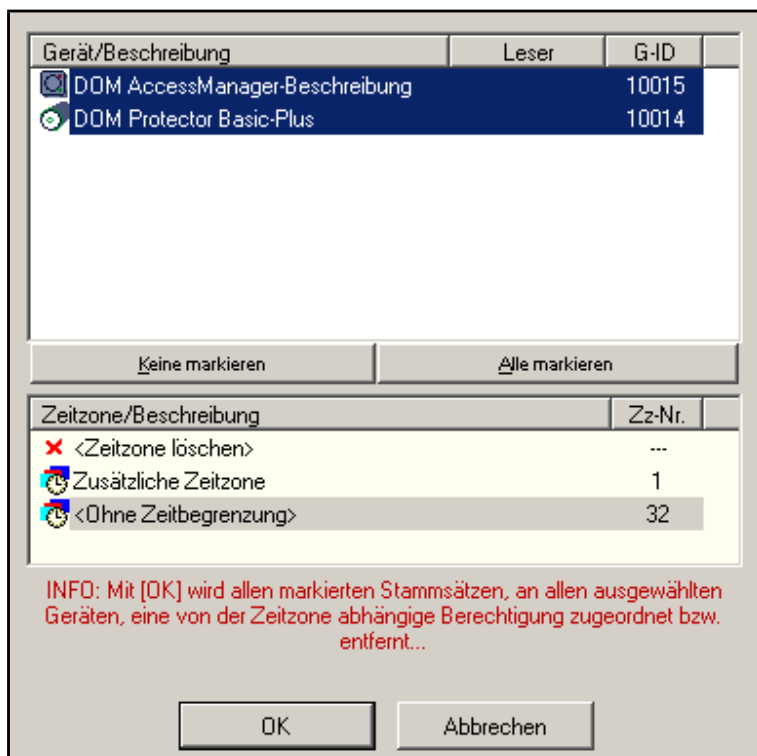 Gerät/Beschreibung Leser G-ID
DOM AccessManager-Beschreibung 10015
DOM Protector Basic-Plus 10014
Keine markieren Alle markieren
Zeitzone/Beschreibung Zz-Nr.
<Zeitzone löschen> ---
Zusätzliche Zeitzone 1
<Ohne Zeitbegrenzung> 32
INFO: Mit [OK] wird allen markierten Stammsätzen, an allen ausgewählten
Geräten, eine von der Zeitzone abhängige Berechtigung zugeordnet bzw.
entfernt...
OK Abbrechen